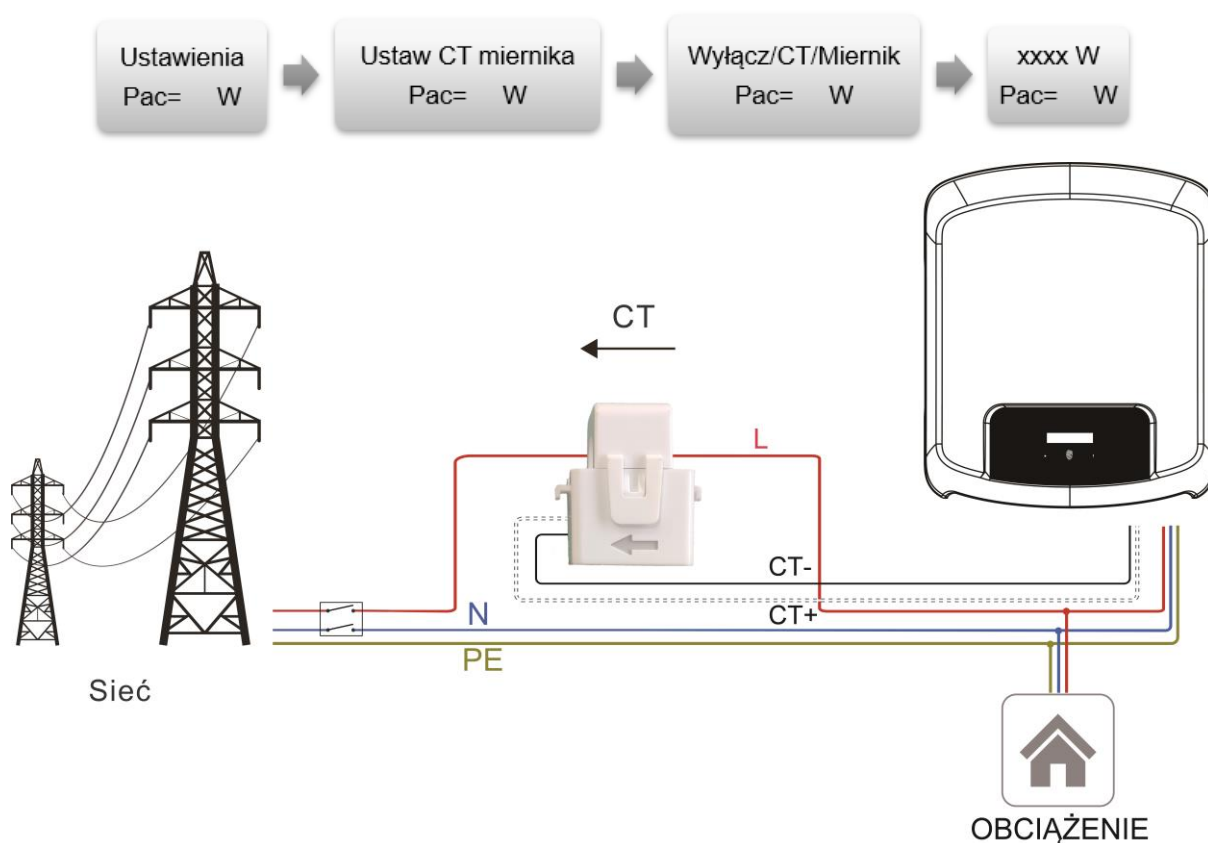 Ustawienia
Pac= W
Ustaw CT miernika
Pac= W
Wyłącz/CT/Miernik
Pac= W
xxxx W
Pac= W
CT
L
CT-
CT+
N
PE
Sieć
OBCIĄŻENIE